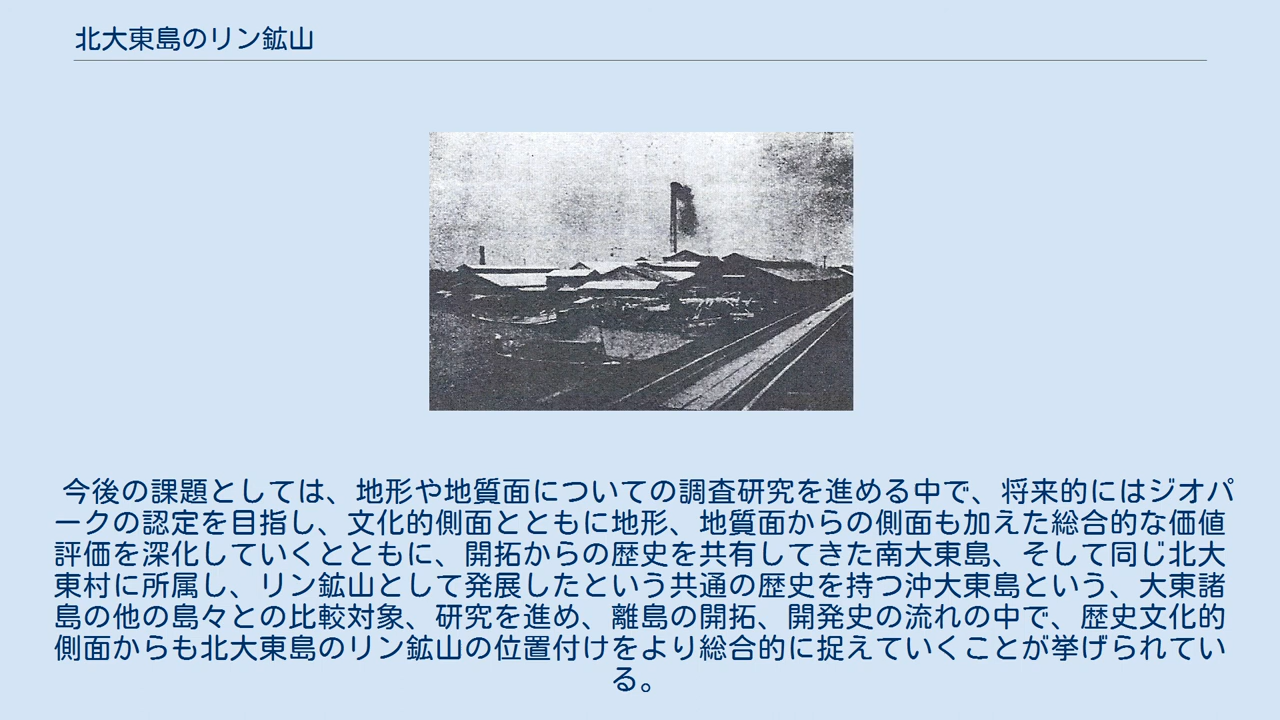 北大東島のリン鉱山
今後の課題としては、地形や地質面についての調査研究を進める中で、将来的にはジオパ
ークの認定を目指し、文化的側面とともに地形、地質面からの側面も加えた総合的な価値
評価を深化していくとともに、開拓からの歴史を共有してきた南大東島、そして同じ北大
東村に所属し、リン鉱山として発展したという共通の歴史を持つ沖大東島という、大東諸
島の他の島々との比較対象、研究を進め、離島の開拓、開発史の流れの中で、歴史文化的
側面からも北大東島のリン鉱山の位置付けをより総合的に捉えていくことが挙げられてい
る。